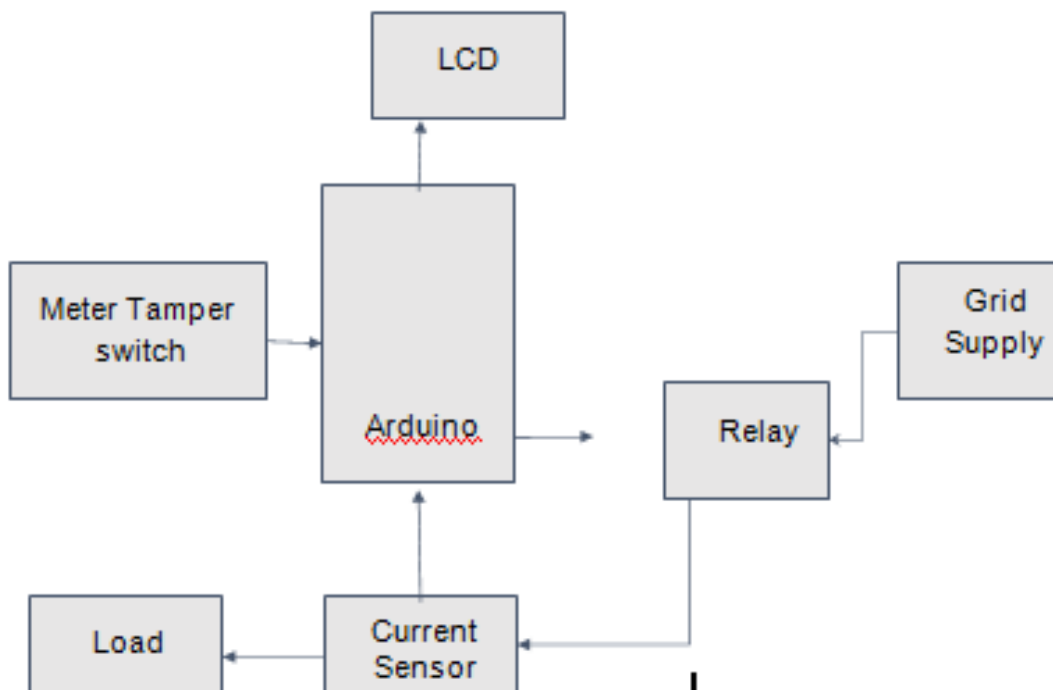 LCD
Meter Tamper
switch
Grid
Supply
Arduino
Relay
Load
Current
Sensor